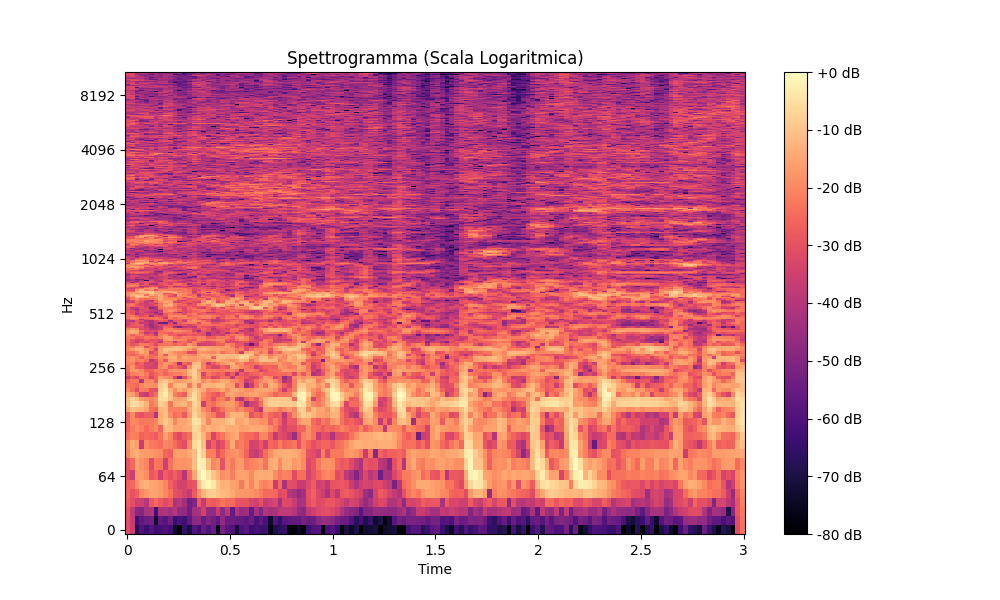 Spettrogramma (Scala Logaritmica)
8192
4096
2048
1024
512
256
128
64
0
Hz
0
0.5
1
1.5
2
2.5
3
Time
+0 dB
-10 dB
-20 dB
-30 dB
-40 dB
-50 dB
-60 dB
-70 dB
-80 dB